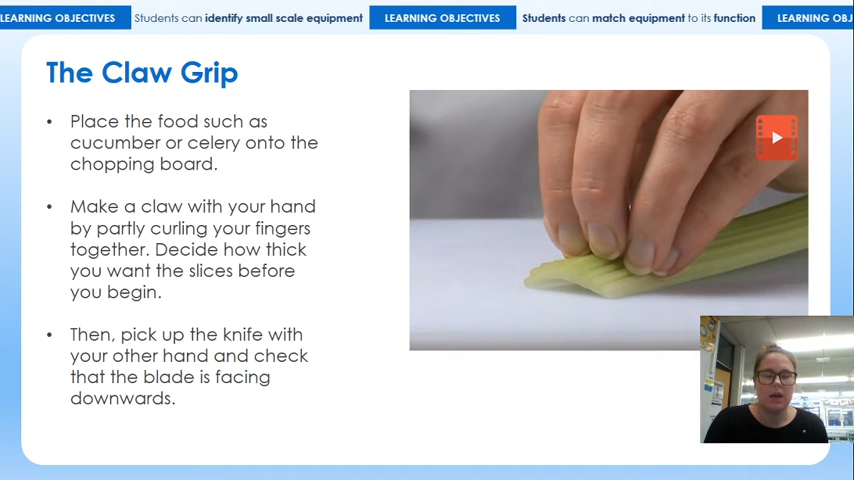 LEARNING OBJECTIVES Students can identify small scale equipment LEARNING OBJECTIVES Students can match equipment to its function LEARNING OBJ
The Claw Grip
• Place the food such as
cucumber or celery onto the
chopping board.
• Make a claw with your hand
by partly curling your fingers
together. Decide how thick
you want the slices before
you begin.
• Then, pick up the knife with
your other hand and check
that the blade is facing
downwards.